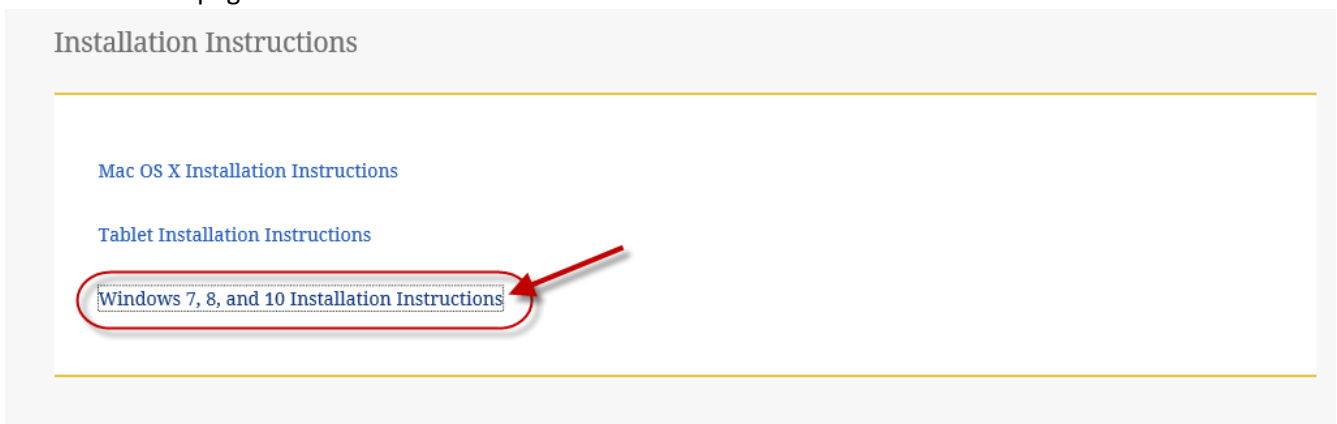 Installation Instructions
Mac OS X Installation Instructions
Tablet Installation Instructions
Windows 7, 8, and 10 Installation Instructions